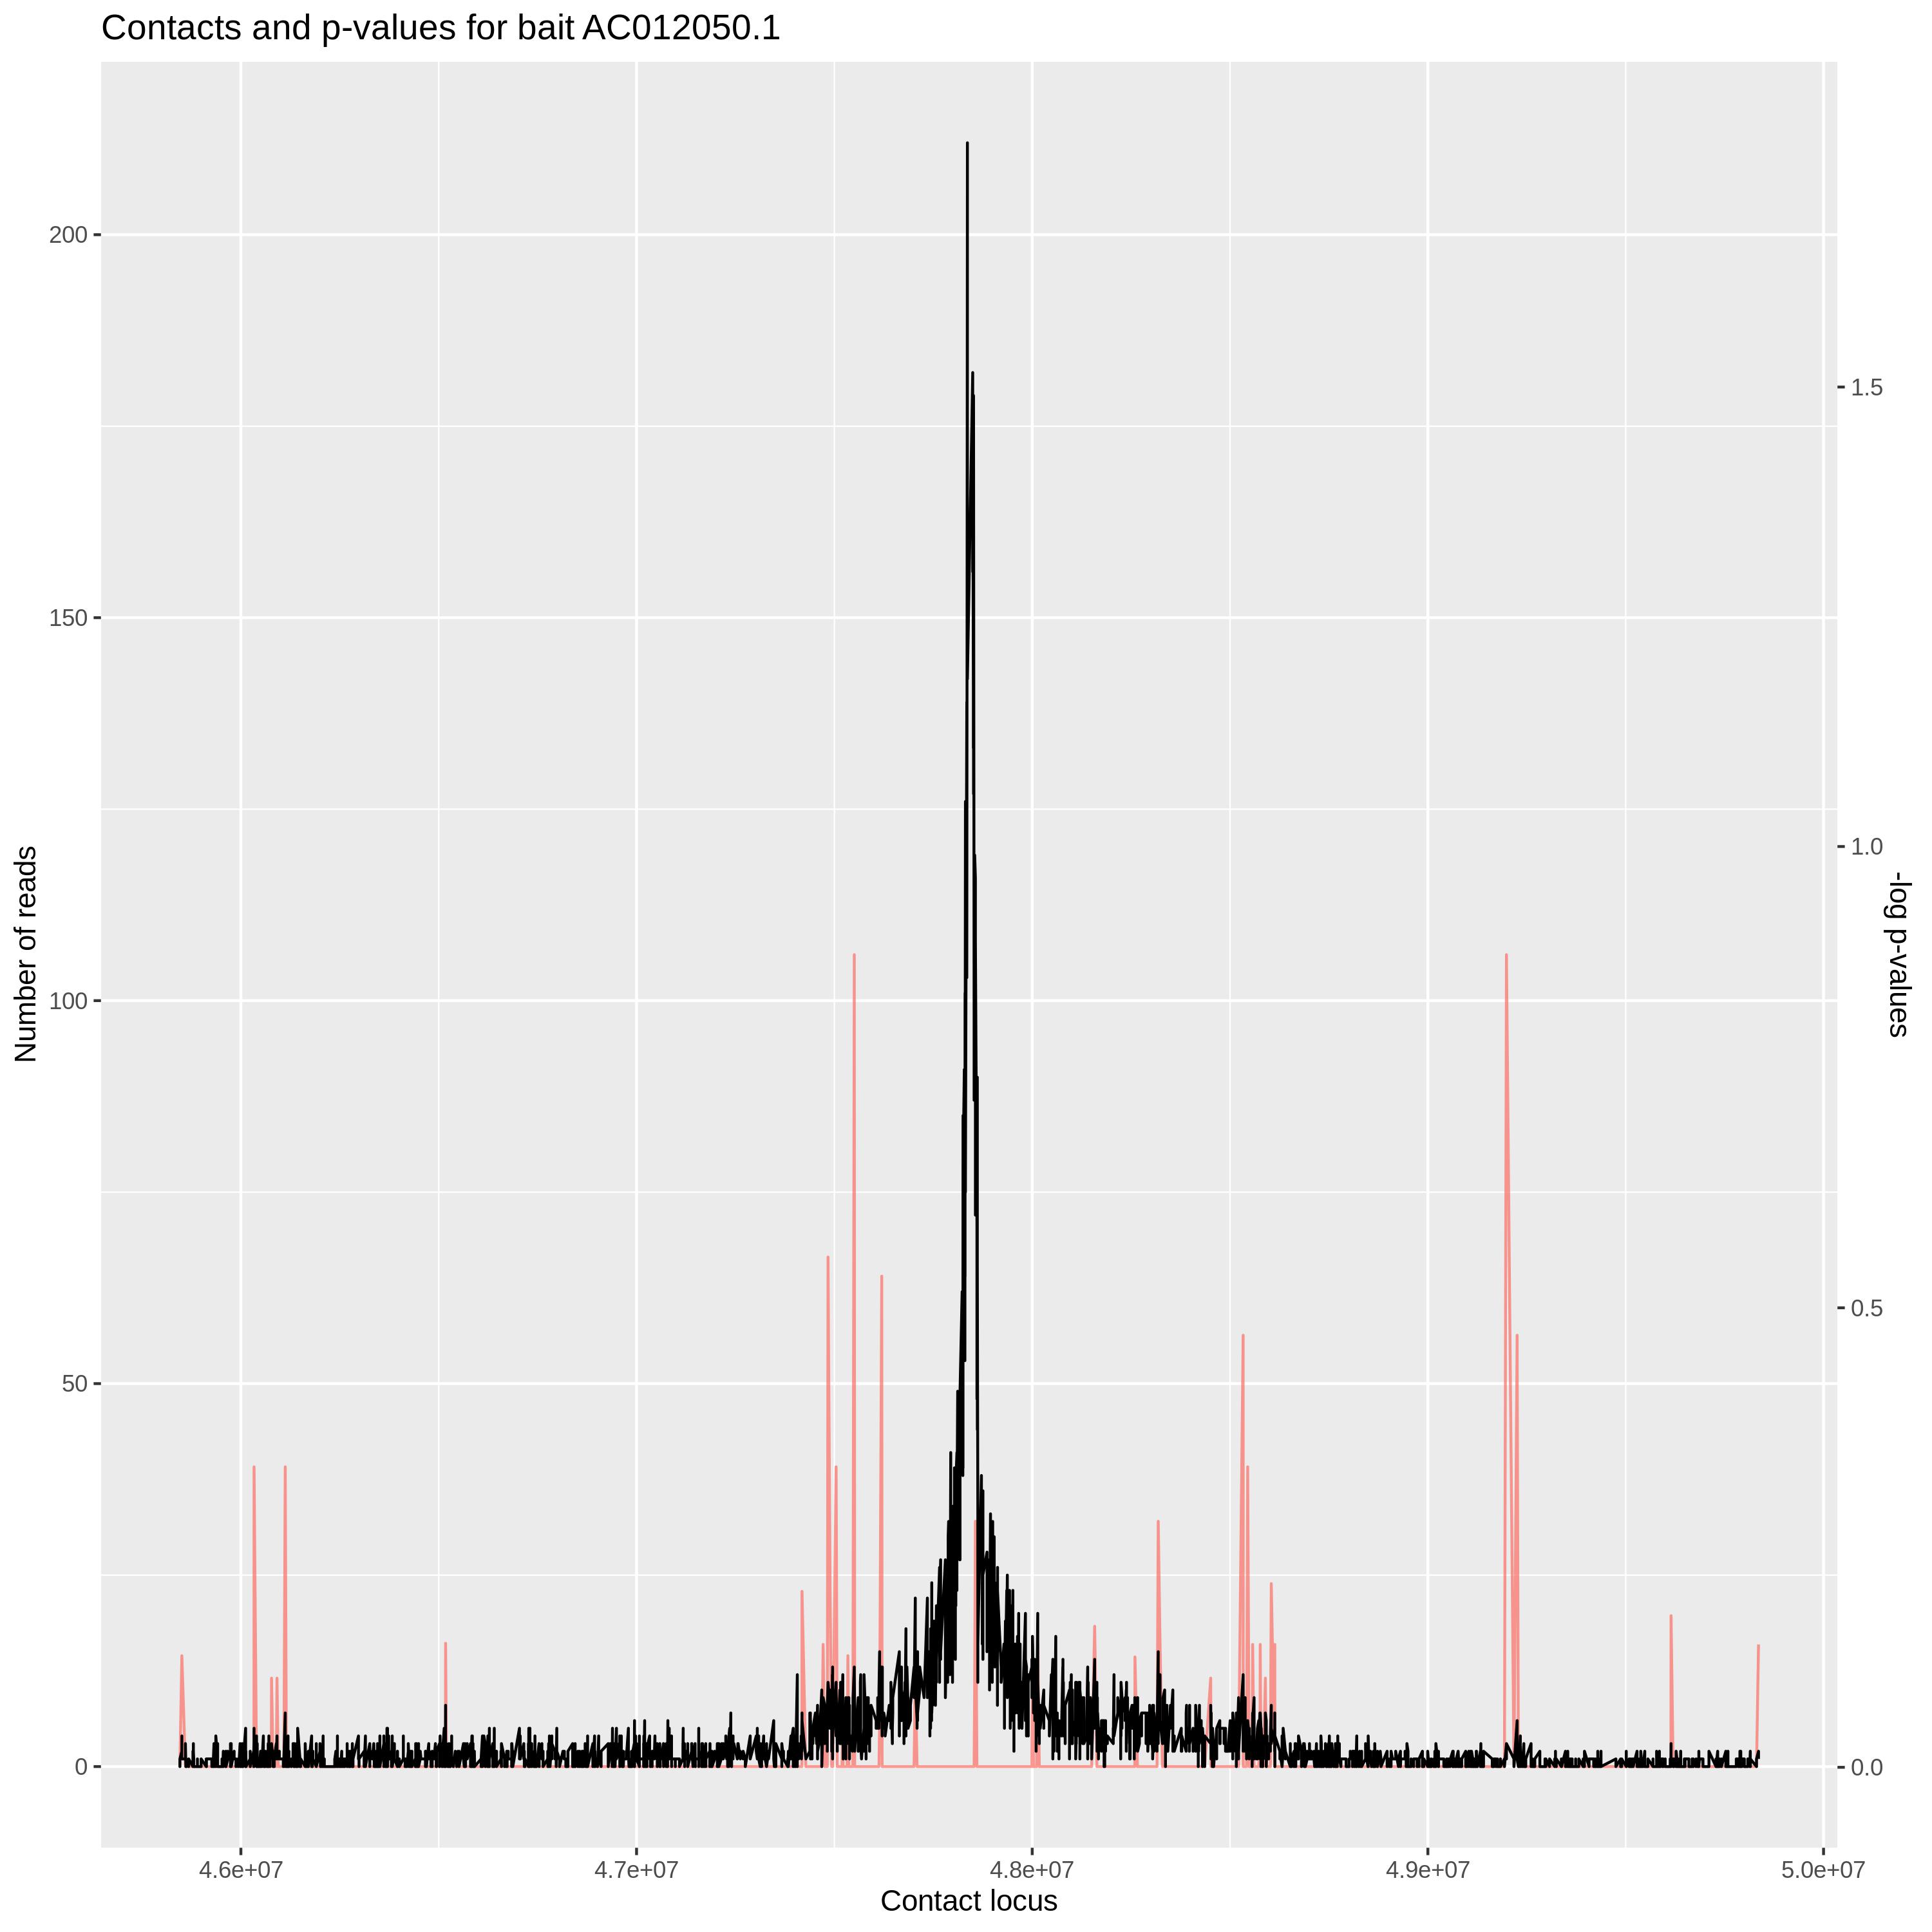 Contacts and p-values for bait AC012050.1
200
150
100
50
0
Number of reads
1.5
1.0
0.5
0.0
-log p-values
4.6e+07
4.7e+07
4.8e+07
4.9e+07
5.0e+07
Contact locus